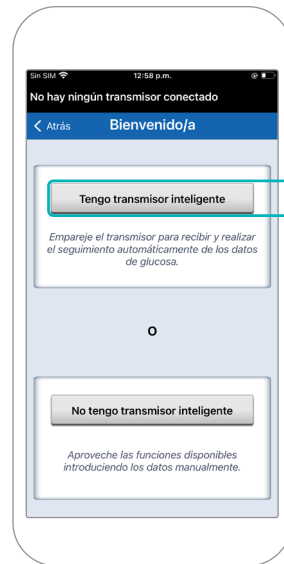 Sin SIM 12:58 p.m.
No hay ningún transmisor conectado
Atrás Bienvenido/a
Tengo transmisor inteligente
Empareje el transmisor para recibir y realizar
el seguimiento automáticamente de los datos
de glucosa.
O
No tengo transmisor inteligente
Aproveche las funciones disponibles
introduciendo los datos manualmente.